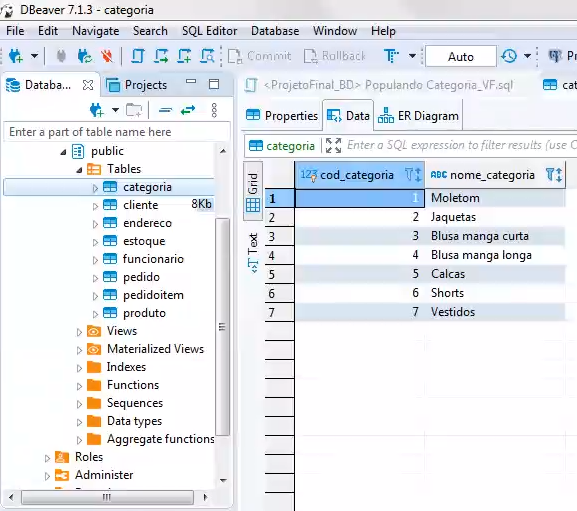 DBeaver 7.1.3 - categoria
File Edit Navigate Search SQL Editor Database Window Help
Commit Rollback Auto P
Databa... Projects
<ProjetoFinal_BD> Populando Categoria_VF.sql cat
Properties Data ER Diagram
Enter a part of table name here
categoria Enter a SQL expression to filter results (use C
public
Tables
categoria
cliente 8Kb
endereco
estoque
funcionario
pedido
pedidoitem
produto
Views
Materialized Views
Indexes
Functions
Sequences
Data types
Aggregate functions
Roles
Administer
Grid
Text
123 cod_categoria ABC nome_categoria
1 1 Moletom
2 2 Jaquetas
3 3 Blusa manga curta
4 4 Blusa manga longa
5 5 Calcas
6 6 Shorts
7 7 Vestidos